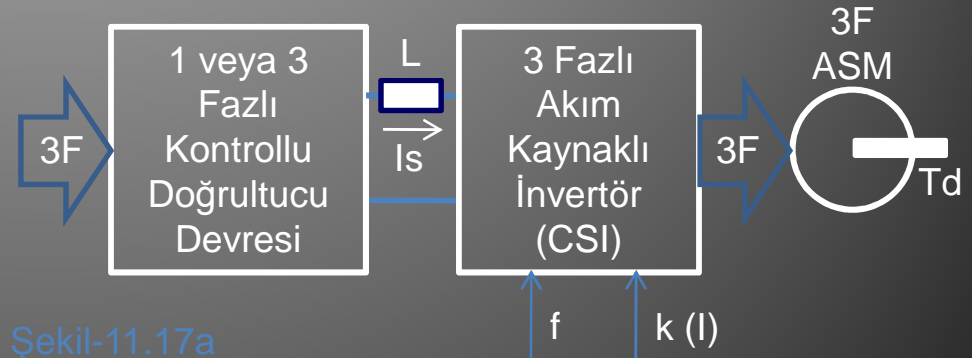 3F
1 veya 3
Fazlı
Kontrollu
Doğrultucu
Devresi
L
Is
3 Fazlı
Akım
Kaynaklı
İnvertör
(CSI)
3F
3F
ASM
Td
f
k (I)
Şekil-11.17a